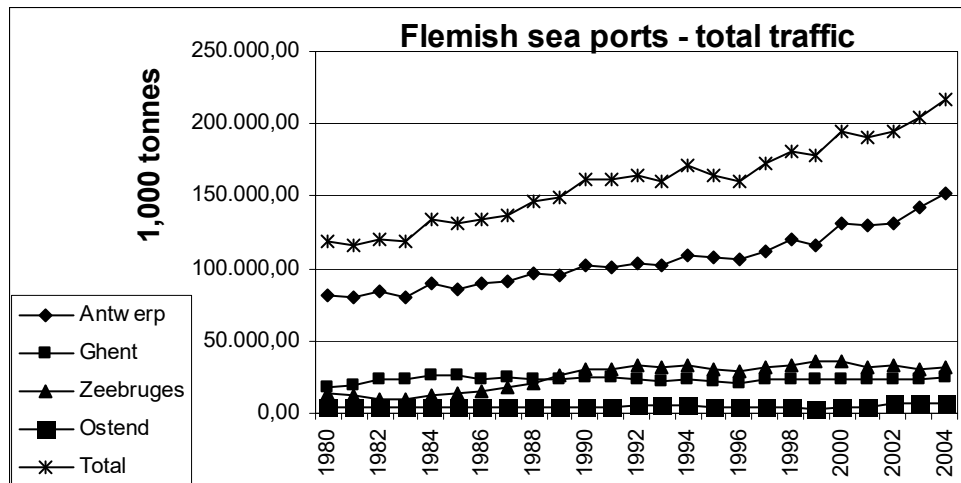 Flemish sea ports - total traffic
1,000 tonnes
250.000,00
200.000,00
150.000,00
100.000,00
50.000,00
0,00
1980
1982
1984
1986
1988
1990
1992
1994
1996
1998
2000
2002
2004
Antwerp
Ghent
Zeebruges
Ostend
Total